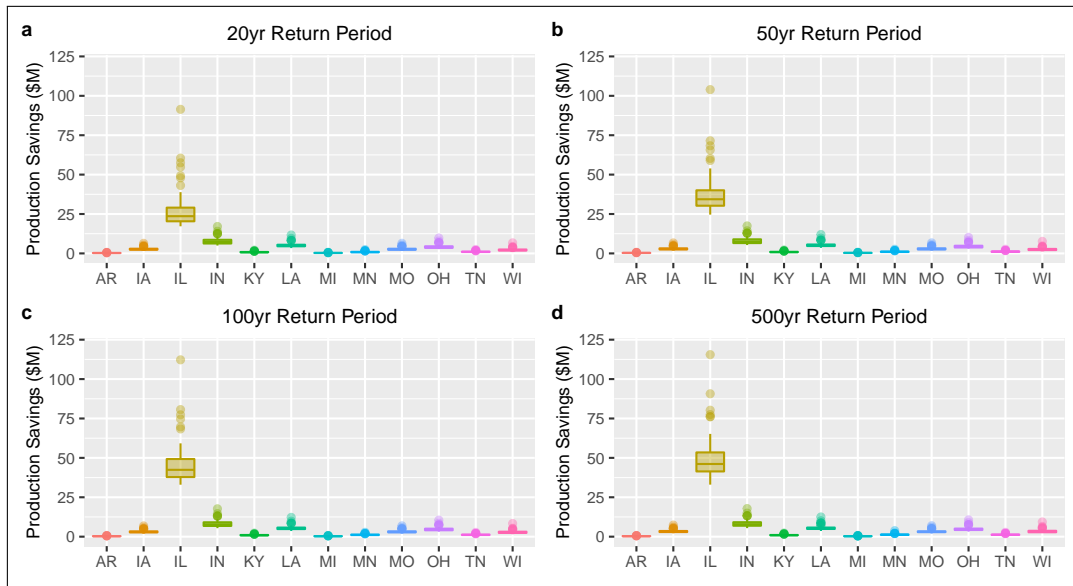 a 20yr Return Period
Production Savings ($M)
125
100
75
50
25
0
AR IA IL IN KY LA MI MN MO OH TN WI
b 50yr Return Period
Production Savings ($M)
125
100
75
50
25
0
AR IA IL IN KY LA MI MN MO OH TN WI
c 100yr Return Period
Production Savings ($M)
125
100
75
50
25
0
AR IA IL IN KY LA MI MN MO OH TN WI
d 500yr Return Period
Production Savings ($M)
125
100
75
50
25
0
AR IA IL IN KY LA MI MN MO OH TN WI